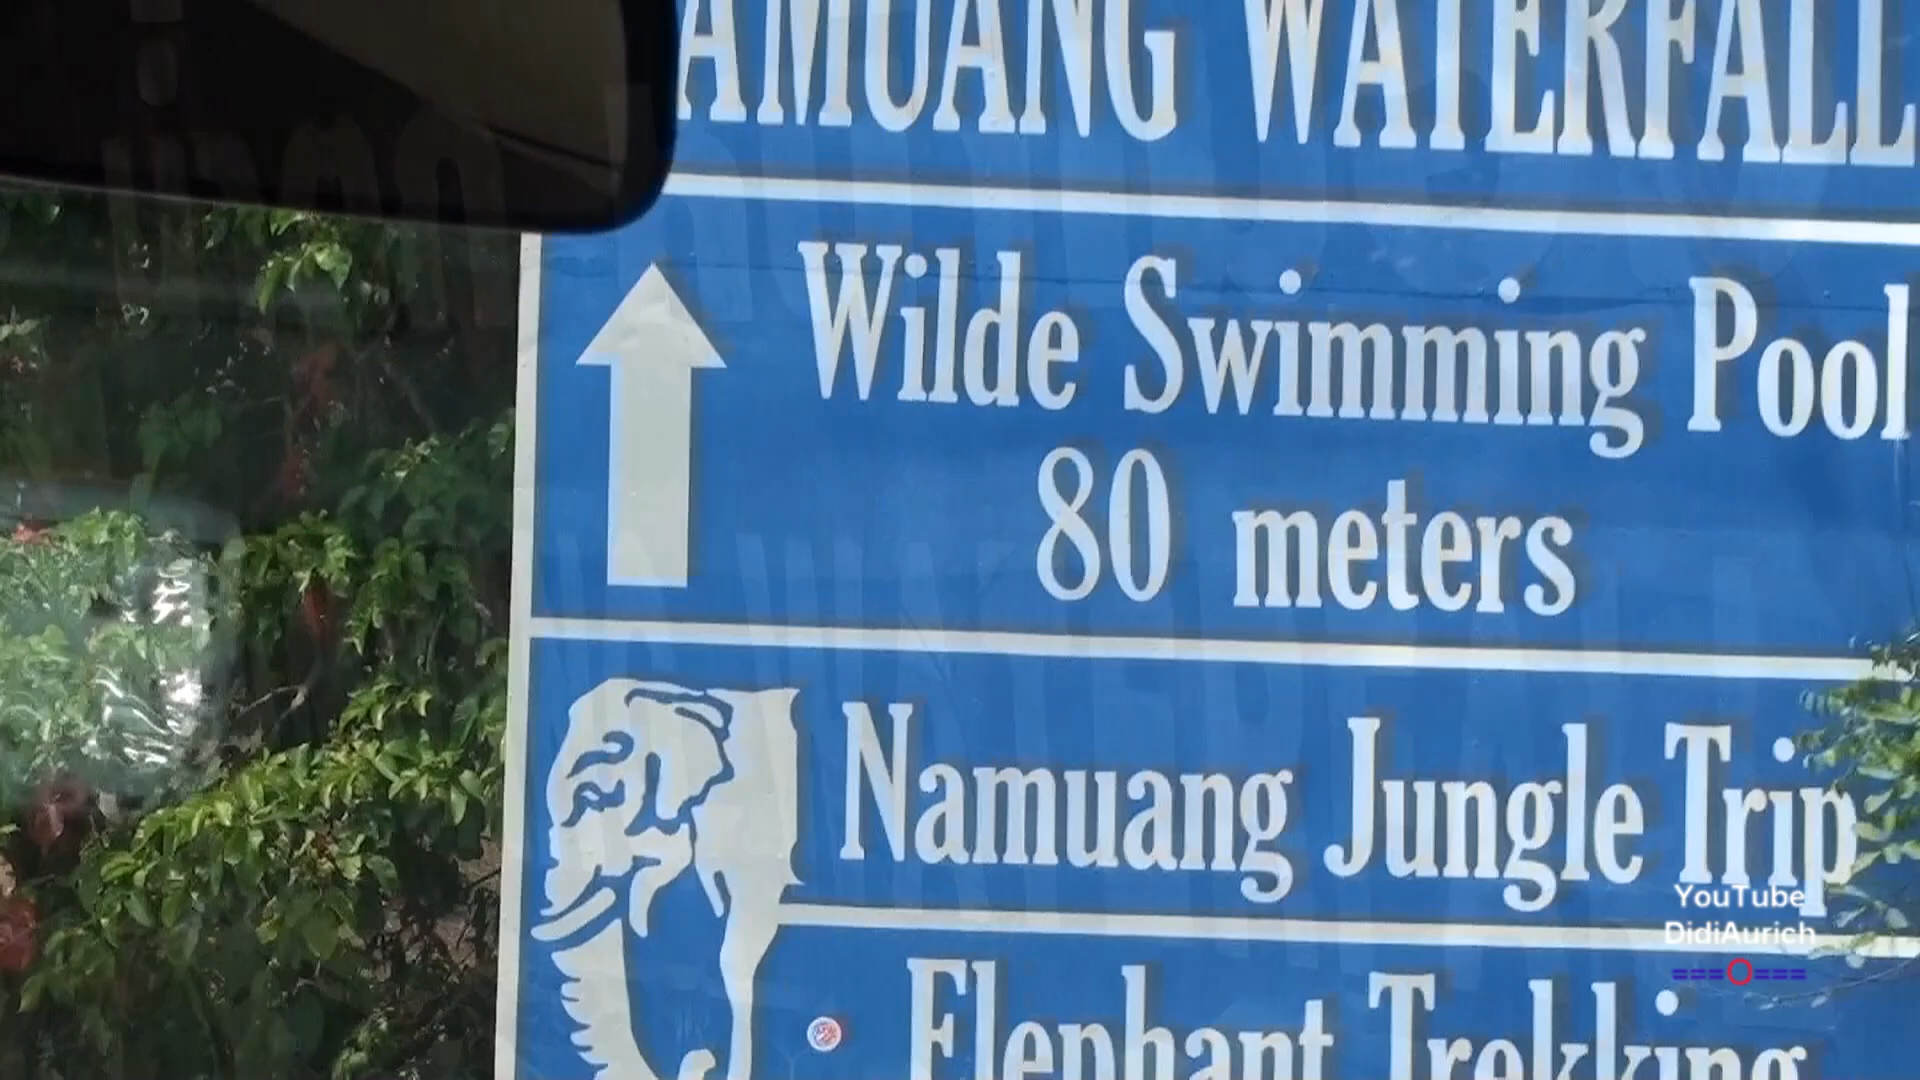 AMUANG WATERFALL
Wilde Swimming Pool
80 meters
Namuang Jungle Trip
Elephant Trekking
YouTube
DidiAurich
===O===